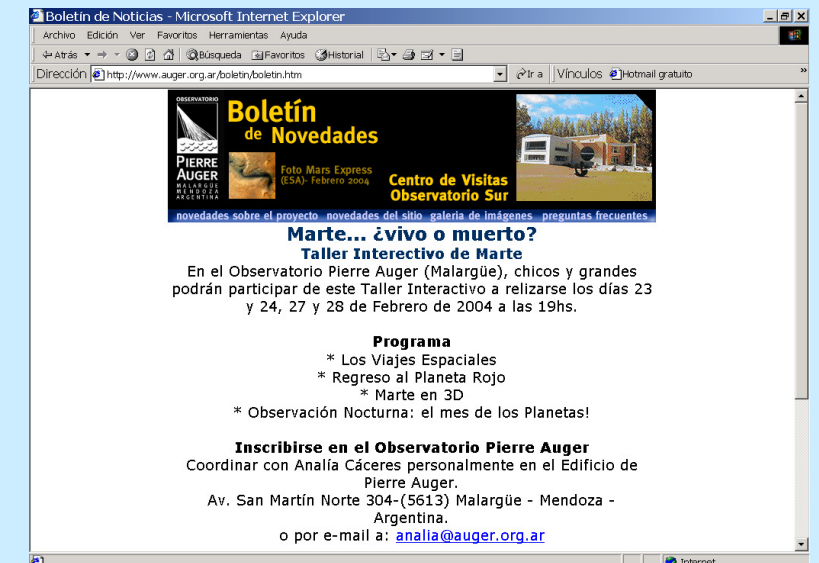 Boletín de Noticias - Microsoft Internet Explorer
Archivo Edición Ver Favoritos Herramientas Ayuda
Atrás Búsqueda Favoritos Historial
Dirección http://www.auger.org.ar/boletin/boletin.htm Ir a Vínculos Hotmail gratuito »
OBSERVATORIO
PIERRE
AUGER
MALARGÜE
MENDOZA
ARGENTINA
Boletín
de Novedades
Foto Mars Express
(ESA)- Febrero 2004
Centro de Visitas
Observatorio Sur
novedades sobre el proyecto novedades del sitio galeria de imágenes preguntas frecuentes
Marte... ¿vivo o muerto?
Taller Interectivo de Marte
En el Observatorio Pierre Auger (Malargüe), chicos y grandes
podrán participar de este Taller Interactivo a relizarse los días 23
y 24, 27 y 28 de Febrero de 2004 a las 19hs.
Programa
* Los Viajes Espaciales
* Regreso al Planeta Rojo
* Marte en 3D
* Observación Nocturna: el mes de los Planetas!
Inscribirse en el Observatorio Pierre Auger
Coordinar con Analía Cáceres personalmente en el Edificio de
Pierre Auger.
Av. San Martín Norte 304-(5613) Malargüe - Mendoza -
Argentina.
o por e-mail a: analia@auger.org.ar
Internet